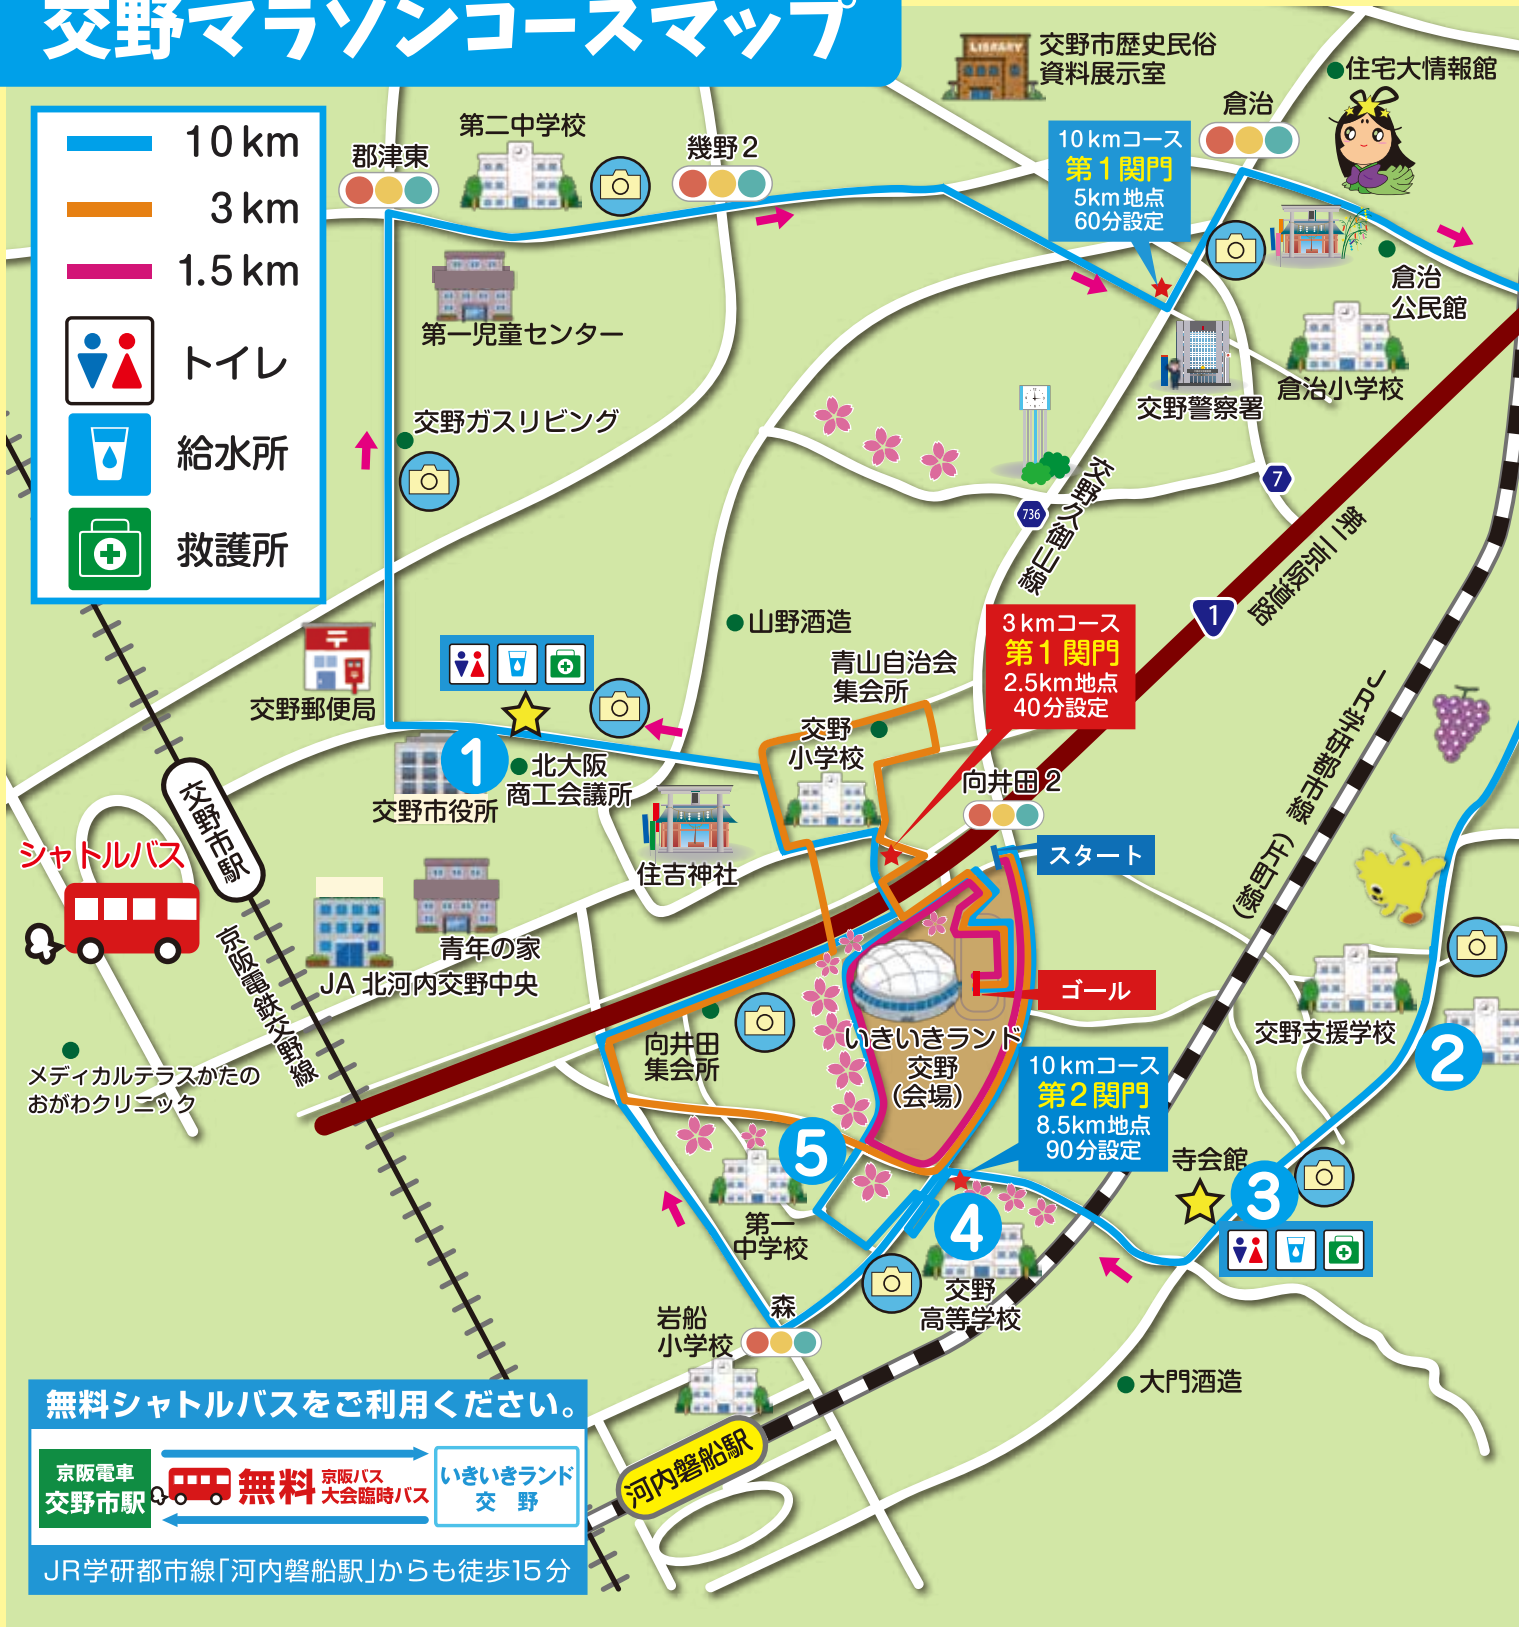 交野マラソンコースマップ
10km
3km
1.5km
トイレ
給水所
救護所
第二中学校
郡津東
幾野2
LIBRARY
交野市歴史民俗
資料展示室
住宅大情報館
倉治
10kmコース
第1関門
5km地点
60分設定
倉治
公民館
第一児童センター
倉治小学校
交野警察署
交野ガスリビング
7
736
交野久御山線
第二京阪道路
1
山野酒造
青山自治会
集会所
3kmコース
第1関門
2.5km地点
40分設定
交野郵便局
JR学研都市線(片町線)
交野
小学校
1
北大阪
商工会議所
交野市役所
向井田2
交野市駅
シャトルバス
住吉神社
スタート
青年の家
JA北河内交野中央
京阪電鉄交野線
ゴール
向井田
集会所
いきいきランド
交野
(会場)
交野支援学校
2
メディカルテラスかたの
おがわクリニック
10kmコース
第2関門
8.5km地点
90分設定
5
寺会館
3
4
第一
中学校
交野
高等学校
森
岩船
小学校
大門酒造
河内磐船駅
無料シャトルバスをご利用ください。
京阪電車
交野市駅
無料
京阪バス
大会臨時バス
いきいきランド
交 野
JR学研都市線「河内磐船駅」からも徒歩15分